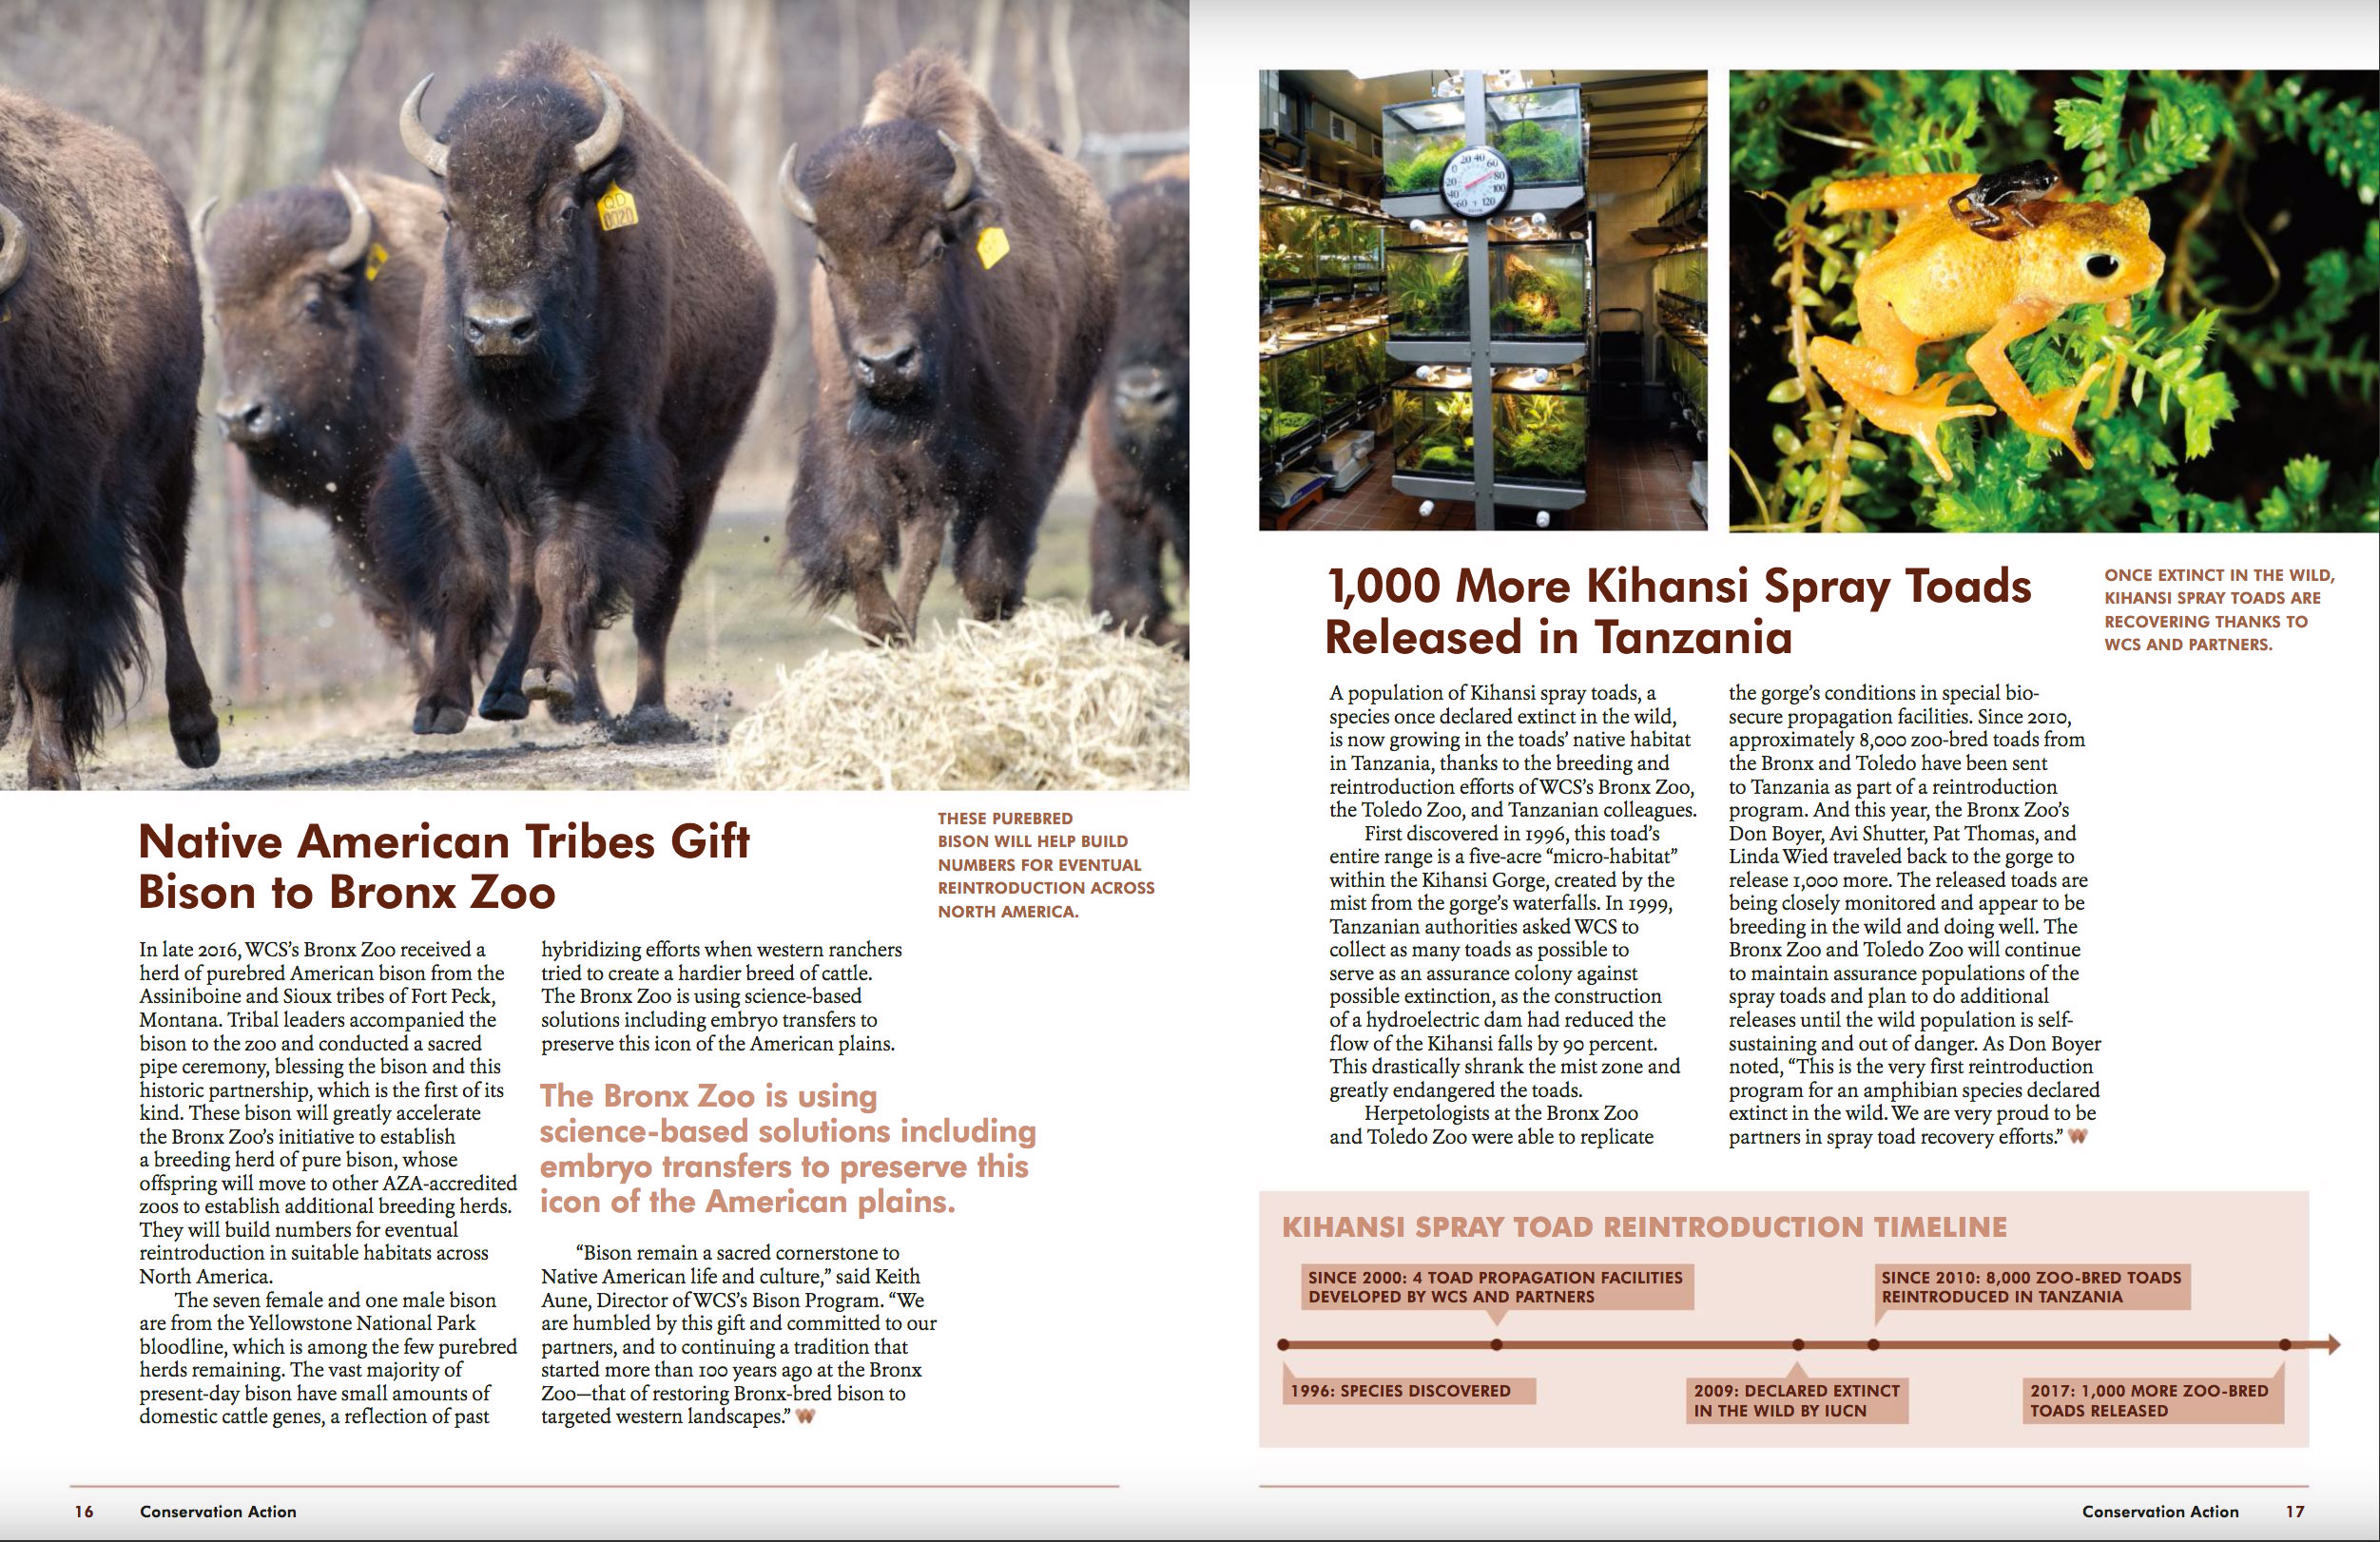 QD
0020
Native American Tribes Gift
Bison to Bronx Zoo
THESE PUREBRED
BISON WILL HELP BUILD
NUMBERS FOR EVENTUAL
REINTRODUCTION ACROSS
NORTH AMERICA.
In late 2016, WCS’s Bronx Zoo received a
herd of purebred American bison from the
Assiniboine and Sioux tribes of Fort Peck,
Montana. Tribal leaders accompanied the
bison to the zoo and conducted a sacred
pipe ceremony, blessing the bison and this
historic partnership, which is the first of its
kind. These bison will greatly accelerate
the Bronx Zoo’s initiative to establish
a breeding herd of pure bison, whose
offspring will move to other AZA-accredited
zoos to establish additional breeding herds.
They will build numbers for eventual
reintroduction in suitable habitats across
North America.
The seven female and one male bison
are from the Yellowstone National Park
bloodline, which is among the few purebred
herds remaining. The vast majority of
present-day bison have small amounts of
domestic cattle genes, a reflection of past
hybridizing efforts when western ranchers
tried to create a hardier breed of cattle.
The Bronx Zoo is using science-based
solutions including embryo transfers to
preserve this icon of the American plains.
The Bronx Zoo is using
science-based solutions including
embryo transfers to preserve this
icon of the American plains.
“Bison remain a sacred cornerstone to
Native American life and culture,” said Keith
Aune, Director of WCS’s Bison Program. “We
are humbled by this gift and committed to our
partners, and to continuing a tradition that
started more than 100 years ago at the Bronx
Zoo—that of restoring Bronx-bred bison to
targeted western landscapes.”
16 Conservation Action
0 20 40 60
80
100
120
-20
-40
-60
F
1,000 More Kihansi Spray Toads
Released in Tanzania
ONCE EXTINCT IN THE WILD,
KIHANSI SPRAY TOADS ARE
RECOVERING THANKS TO
WCS AND PARTNERS.
A population of Kihansi spray toads, a
species once declared extinct in the wild,
is now growing in the toads’ native habitat
in Tanzania, thanks to the breeding and
reintroduction efforts of WCS’s Bronx Zoo,
the Toledo Zoo, and Tanzanian colleagues.
First discovered in 1996, this toad’s
entire range is a five-acre “micro-habitat”
within the Kihansi Gorge, created by the
mist from the gorge’s waterfalls. In 1999,
Tanzanian authorities asked WCS to
collect as many toads as possible to
serve as an assurance colony against
possible extinction, as the construction
of a hydroelectric dam had reduced the
flow of the Kihansi falls by 90 percent.
This drastically shrank the mist zone and
greatly endangered the toads.
Herpetologists at the Bronx Zoo
and Toledo Zoo were able to replicate
the gorge’s conditions in special bio-
secure propagation facilities. Since 2010,
approximately 8,000 zoo-bred toads from
the Bronx and Toledo have been sent
to Tanzania as part of a reintroduction
program. And this year, the Bronx Zoo’s
Don Boyer, Avi Shutter, Pat Thomas, and
Linda Wied traveled back to the gorge to
release 1,000 more. The released toads are
being closely monitored and appear to be
breeding in the wild and doing well. The
Bronx Zoo and Toledo Zoo will continue
to maintain assurance populations of the
spray toads and plan to do additional
releases until the wild population is self-
sustaining and out of danger. As Don Boyer
noted, “This is the very first reintroduction
program for an amphibian species declared
extinct in the wild. We are very proud to be
partners in spray toad recovery efforts.”
KIHANSI SPRAY TOAD REINTRODUCTION TIMELINE
SINCE 2000: 4 TOAD PROPAGATION FACILITIES
DEVELOPED BY WCS AND PARTNERS
SINCE 2010: 8,000 ZOO-BRED TOADS
REINTRODUCED IN TANZANIA
1996: SPECIES DISCOVERED
2009: DECLARED EXTINCT
IN THE WILD BY IUCN
2017: 1,000 MORE ZOO-BRED
TOADS RELEASED
Conservation Action 17